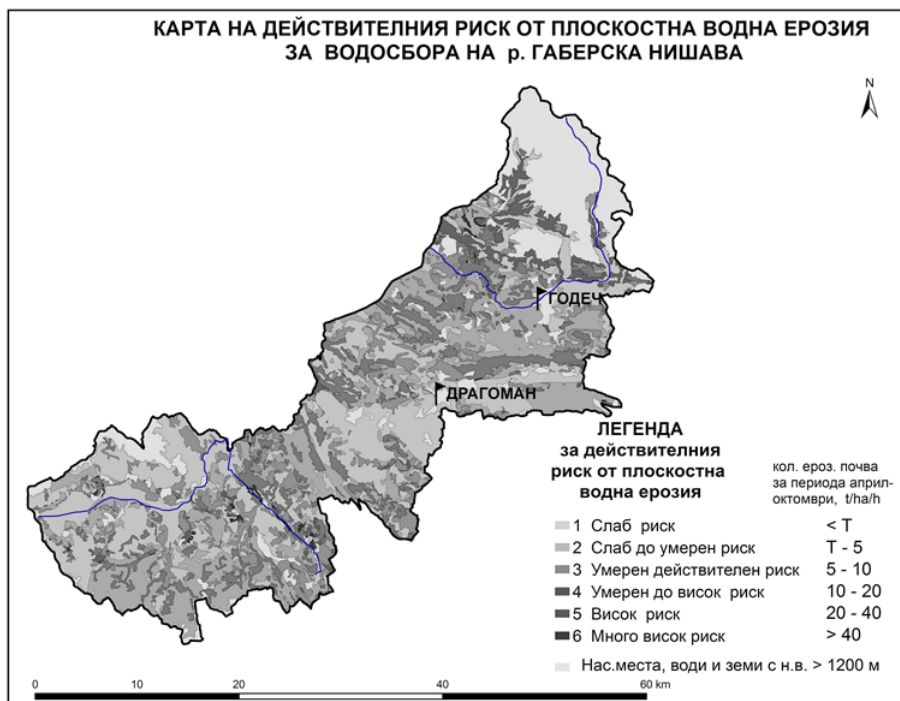 КАРТА НА ДЕЙСТВИТЕЛНИЯ РИСК ОТ ПЛОСКОСТНА ВОДНА ЕРОЗИЯ
ЗА ВОДОСБОРА НА р. ГАБЕРСКА НИШАВА
N
ГОДЕЧ
ДРАГОМАН
ЛЕГЕНДА
за действителния
риск от плоскостна
водна ерозия
кол. ероз. почва
за периода април-
октомври, t/ha/h
1 Слаб риск < Т
2 Слаб до умерен риск Т - 5
3 Умерен действителен риск 5 - 10
4 Умерен до висок риск 10 - 20
5 Висок риск 20 - 40
6 Много висок риск > 40
Нас.места, води и земи с н.в. > 1200 м
0 20 40 60 km